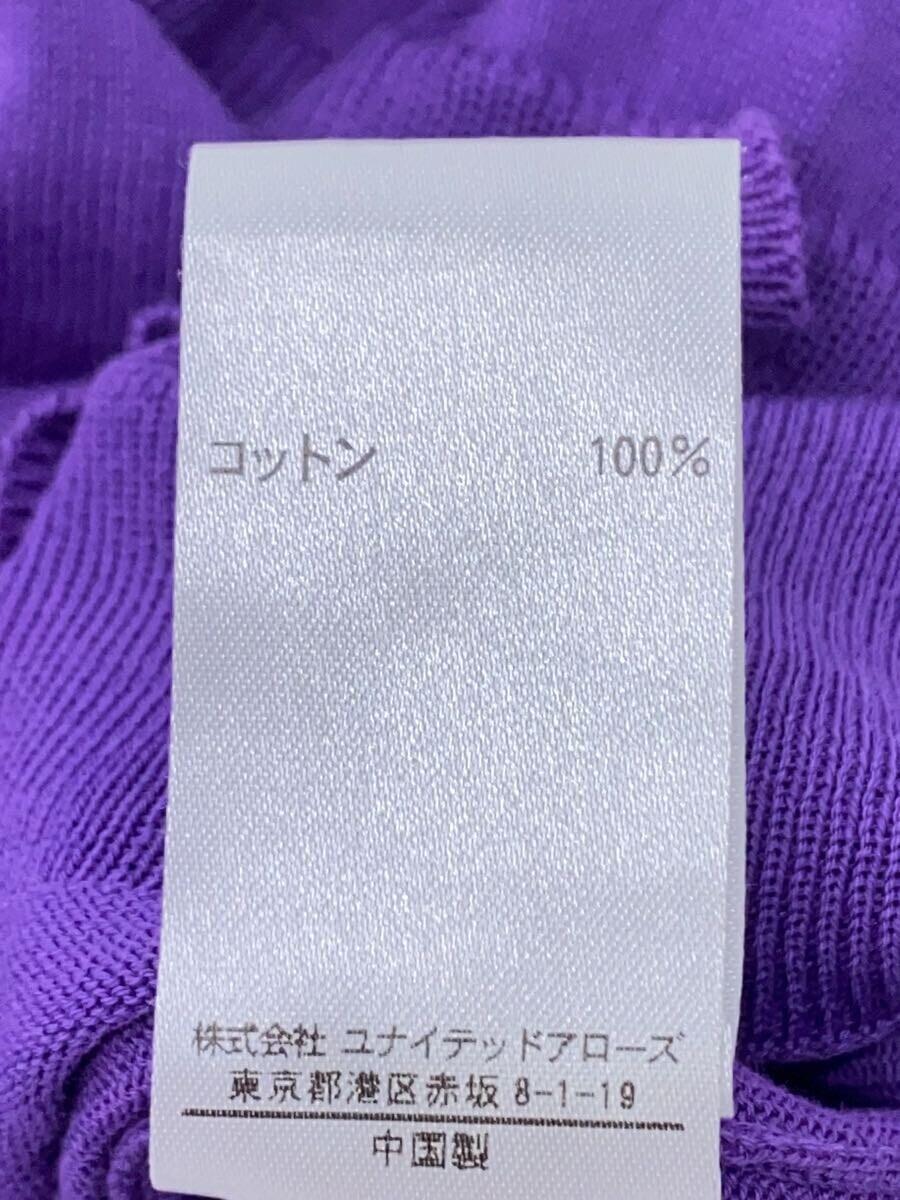 コットン 100%
株式会社 ユナイテッドアローズ
東京都港区赤坂 8-1-19
中国製